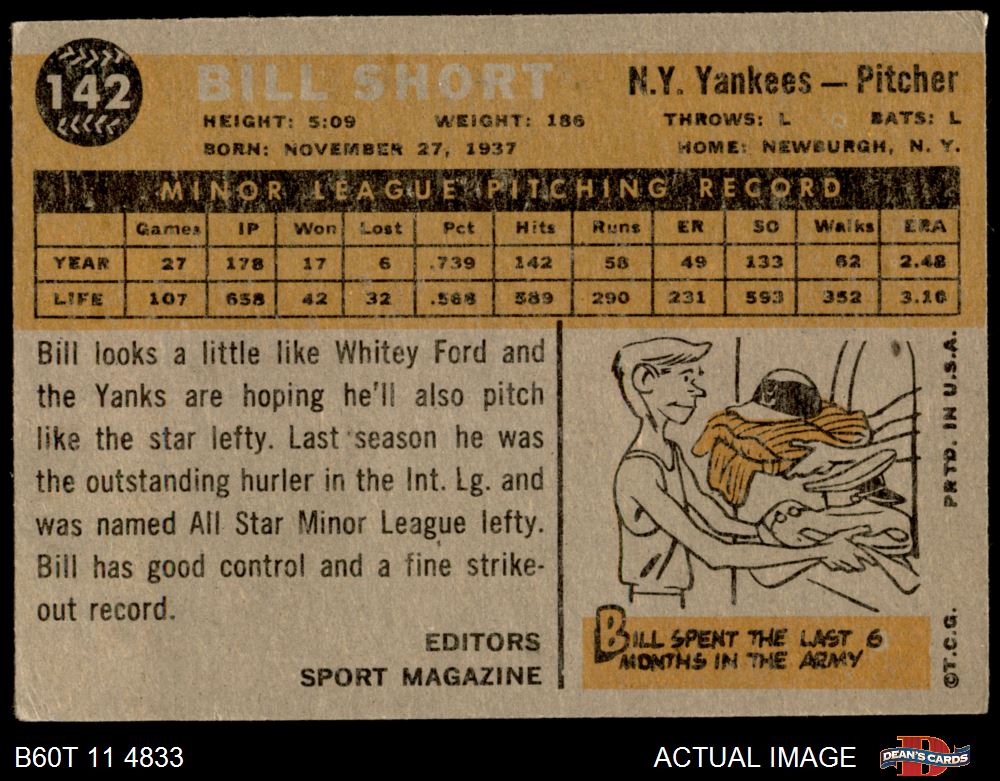 142
BILL SHORT
N.Y. Yankees — Pitcher
HEIGHT: 5:09 WEIGHT: 186 THROWS: L BATS: L
BORN: NOVEMBER 27, 1937 HOME: NEWBURGH, N. Y.
MINOR LEAGUE PITCHING RECORD
Games IP Won Lost Pct Hits Runs ER SO Walks ERA
YEAR 27 178 17 6 .739 142 58 49 133 62 2.48
LIFE 107 658 42 32 .568 589 290 231 593 352 3.16
Bill looks a little like Whitey Ford and
the Yanks are hoping he'll also pitch
like the star lefty. Last season he was
the outstanding hurler in the Int. Lg. and
was named All Star Minor League lefty.
Bill has good control and a fine strike-
out record.
EDITORS
SPORT MAGAZINE
BILL SPENT THE LAST 6
MONTHS IN THE ARMY
©T.C.G. PRTD. IN U.S.A.
B60T 11 4833
ACTUAL IMAGE
DEAN'S CARDS